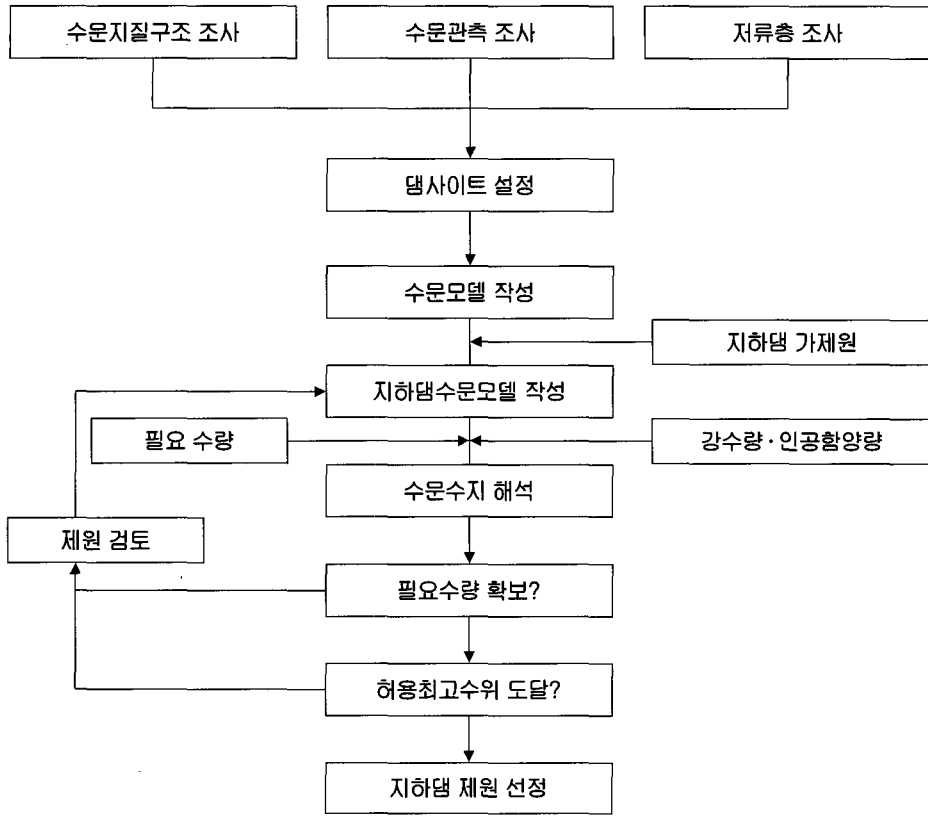 수문지질구조 조사
수문관측 조사
저류층 조사
댐사이트 설정
수문모델 작성
지하댐 가제원
지하댐수문모델 작성
필요 수량
강수량·인공함양량
수문수지 해석
제원 검토
필요수량 확보?
허용최고수위 도달?
지하댐 제원 선정